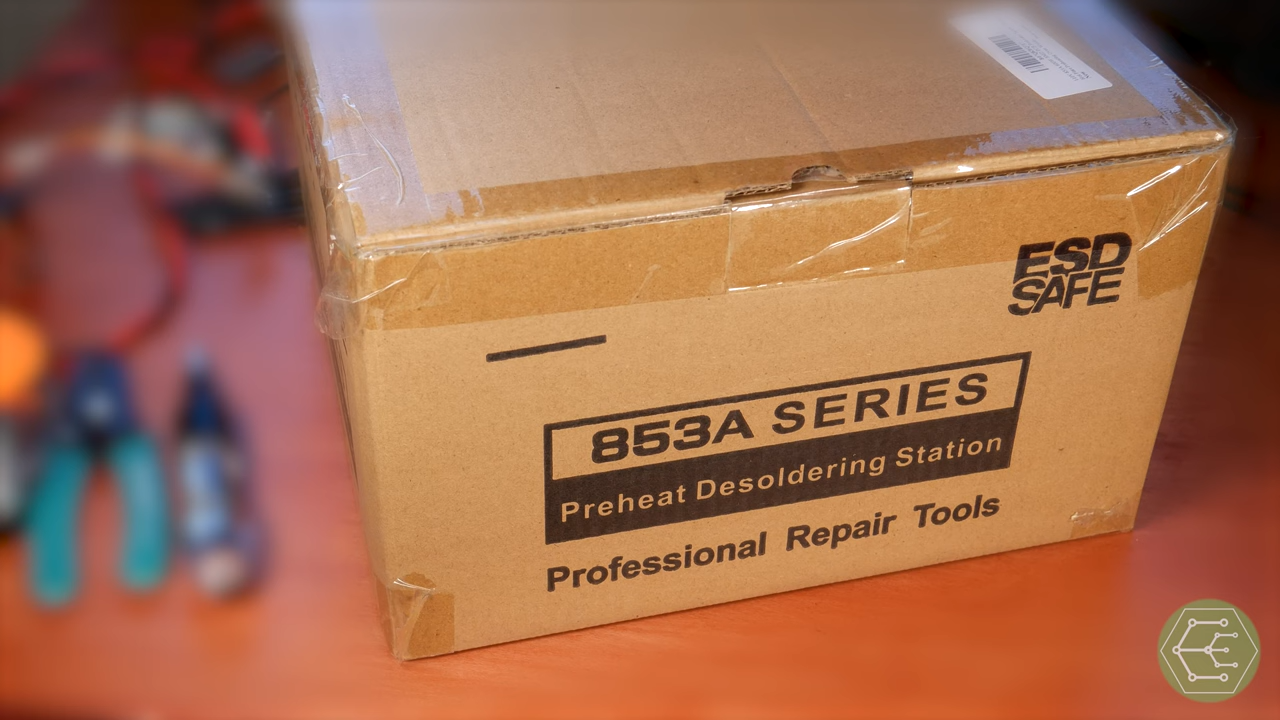 ESD
SAFE
853A SERIES
Preheat Desoldering Station
Professional Repair Tools